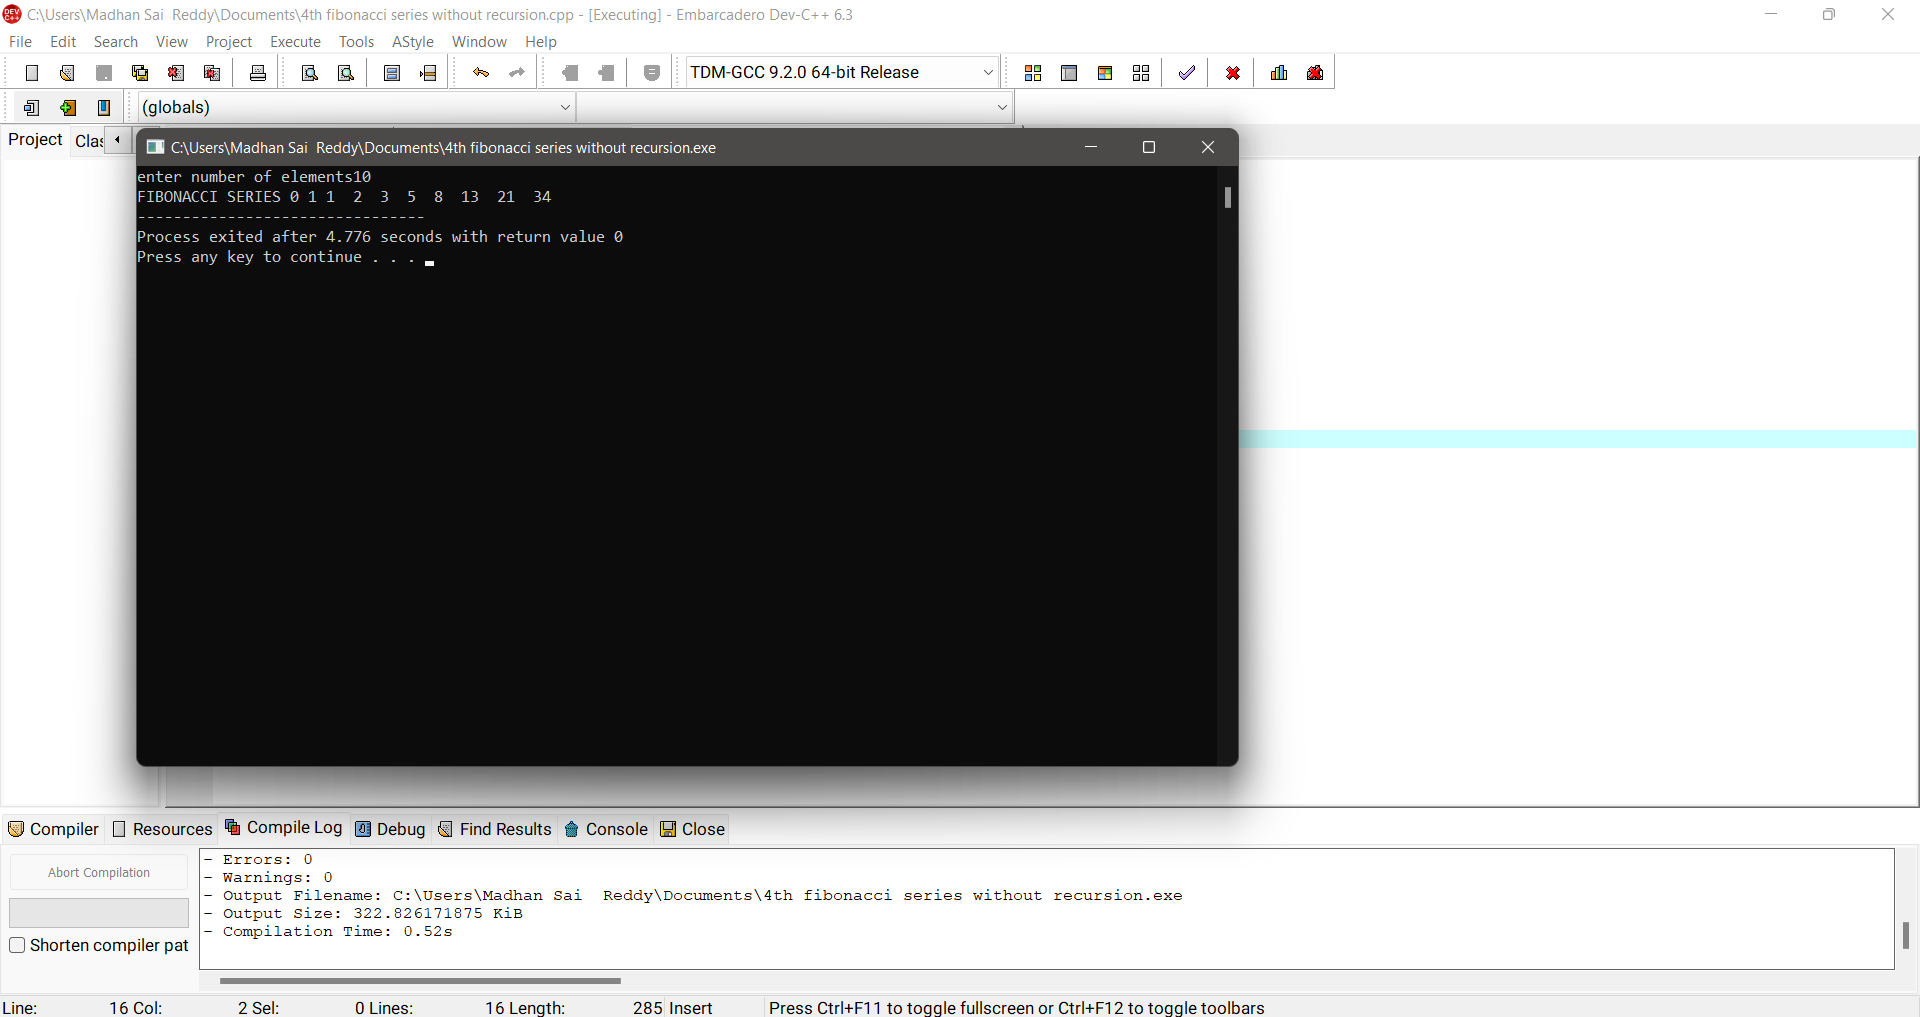 C:\Users\Madhan Sai  Reddy\Documents\4th fibonacci series without recursion.cpp - [Executing] - Embarcadero Dev-C++ 6.3
File Edit Search View Project Execute Tools AStyle Window Help
TDM-GCC 9.2.0 64-bit Release
(globals)
Project Clas
C:\Users\Madhan Sai  Reddy\Documents\4th fibonacci series without recursion.exe
enter number of elements10
FIBONACCI SERIES 0 1 1  2  3  5  8  13  21  34
--------------------------------
Process exited after 4.776 seconds with return value 0
Press any key to continue . . .
Compiler Resources Compile Log Debug Find Results Console Close
Abort Compilation
Shorten compiler pat
- Errors: 0
- Warnings: 0
- Output Filename: C:\Users\Madhan Sai  Reddy\Documents\4th fibonacci series without recursion.exe
- Output Size: 322.826171875 KiB
- Compilation Time: 0.52s
Line: 16 Col: 2 Sel: 0 Lines: 16 Length: 285 Insert Press Ctrl+F11 to toggle fullscreen or Ctrl+F12 to toggle toolbars